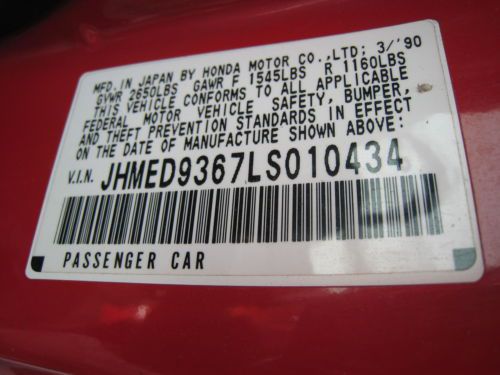 MFD. IN JAPAN BY HONDA MOTOR CO.,LTD: 3/'90
GVWR 2650LBS GAWR F 1545LBS R 1160LBS
THIS VEHICLE CONFORMS TO ALL APPLICABLE
FEDERAL MOTOR VEHICLE SAFETY, BUMPER,
AND THEFT PREVENTION STANDARDS IN EFFECT
ON THE DATE OF MANUFACTURE SHOWN ABOVE:
V.I.N. JHMED9367LS010434
PASSENGER CAR